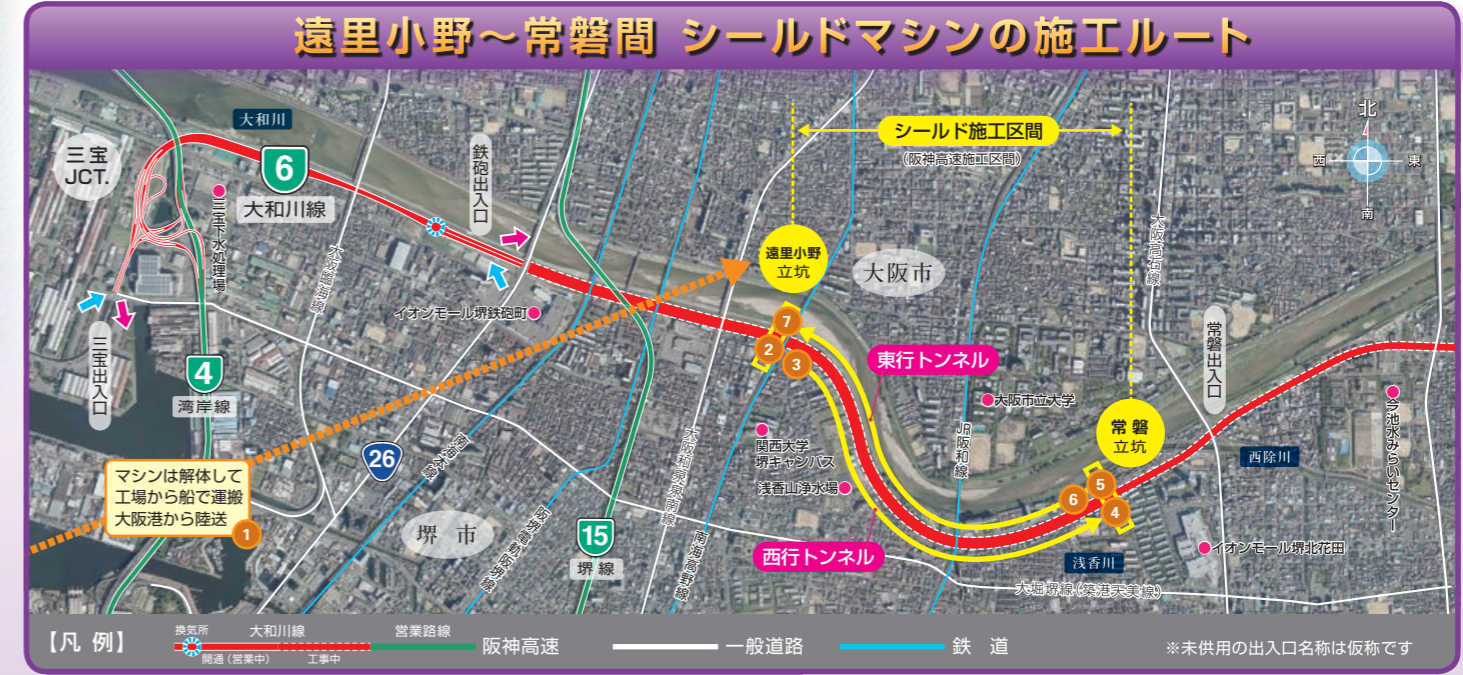 遠里小野～常磐間 シールドマシンの施工ルート
大和川
三宝
JCT.
6
大和川線
三宝下水処理場
鉄砲出入口
大阪臨海線
イオンモール堺鉄砲町
三宝出入口
4
湾岸線
マシンは解体して
工場から船で運搬
大阪港から陸送
1
26
南海本線
堺 市
阪堺電軌阪堺線
15
堺 線
大阪和泉泉南線
南海高野線
シールド施工区間
(阪神高速施工区間)
遠里小野
立坑
大阪市
7
2
3
東行トンネル
関西大学
堺キャンパス
浅香山浄水場
西行トンネル
大阪市立大学
JR阪和線
大阪高石線
常磐出入口
常磐
立坑
5
6
4
浅香川
西除川
イオンモール堺北花田
大堀堺線(築港天美線)
今池水みらいセンター
北
西
東
南
【凡 例】
換気所
大和川線
営業路線
開通(営業中)
工事中
阪神高速
一般道路
鉄 道
※未供用の出入口名称は仮称です